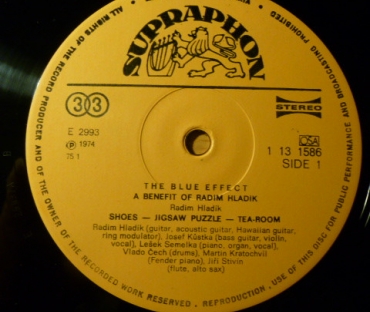 SUPRAPHON
33
STEREO
E 2993
℗ 1974
75 1
OSA
1 13 1586
SIDE 1
THE BLUE EFFECT
A BENEFIT OF RADIM HLADIK
Radim Hladík
SHOES — JIGSAW PUZZLE — TEA-ROOM
Radim Hladík (guitar, acoustic guitar, Hawaiian guitar,
ring modulator), Josef Kůstka (bass guitar, violin,
vocal), Lešek Semelka (piano, organ, vocal),
Vlado Čech (drums), Martin Kratochvíl
(Fender piano), Jiří Stivín
(flute, alto sax)
ALL RIGHTS OF THE RECORD PRODUCER AND OF THE OWNER OF THE RECORDED WORK RESERVED · REPRODUCTION · USE OF THIS DISC FOR PUBLIC PERFORMANCE AND BROADCASTING PROHIBITED